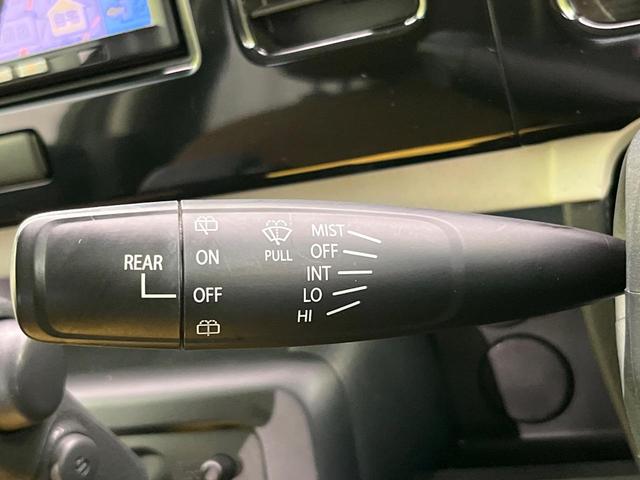 REAR
ON
OFF
PULL
MIST
OFF
INT
LO
HI